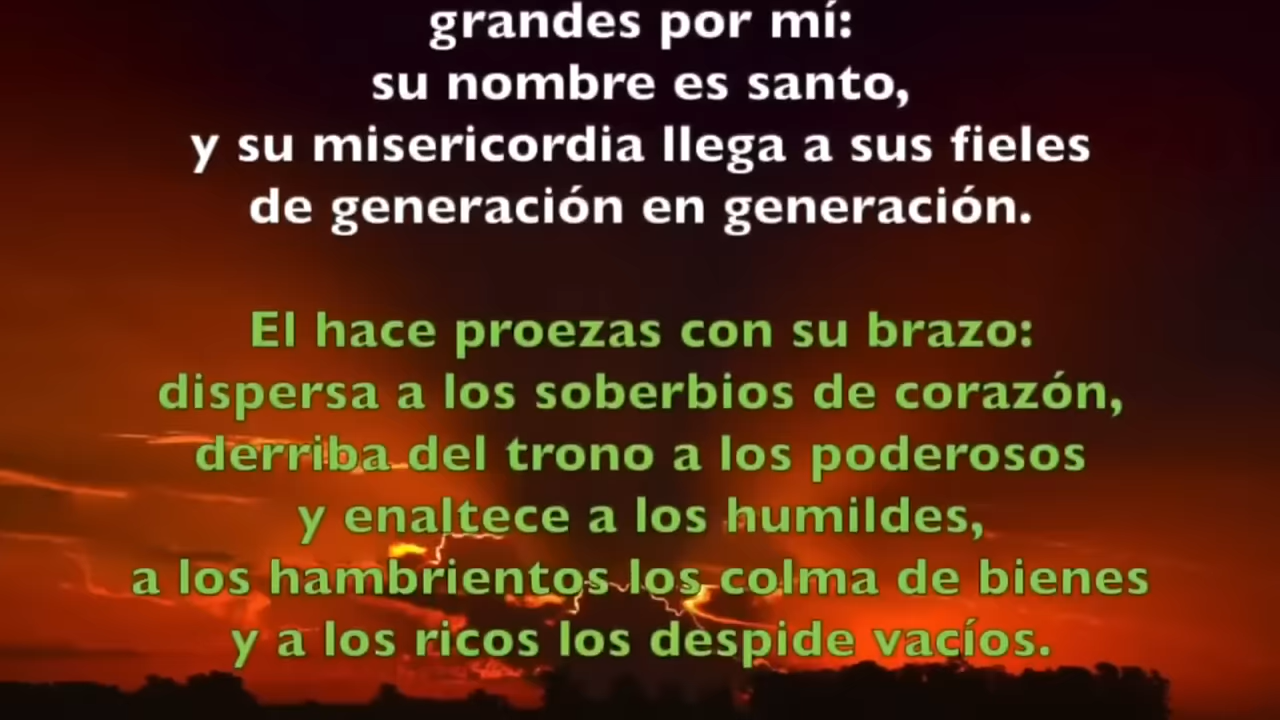 grandes por mí:
su nombre es santo,
y su misericordia llega a sus fieles
de generación en generación.
El hace proezas con su brazo:
dispersa a los soberbios de corazón,
derriba del trono a los poderosos
y enaltece a los humildes,
a los hambrientos los colma de bienes
y a los ricos los despide vacíos.